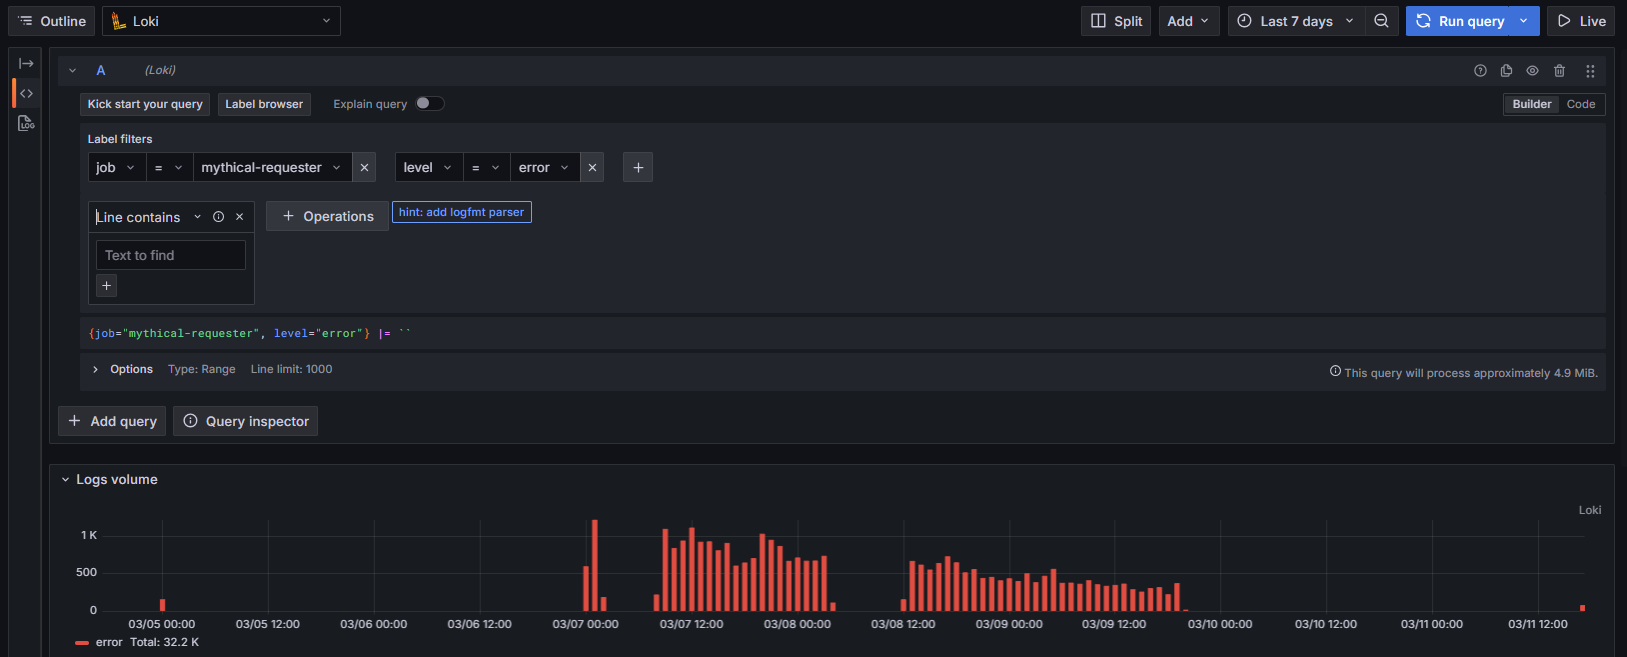 Outline Loki Split Add Last 7 days Run query Live
A (Loki)
Kick start your query Label browser Explain query Builder Code
Label filters
job = mythical-requester level = error
Line contains Operations hint: add logfmt parser
Text to find
{job="mythical-requester", level="error"} |= ``
Options Type: Range Line limit: 1000 This query will process approximately 4.9 MiB.
Add query Query inspector
Logs volume
Loki
1 K
500
0
03/05 00:00 03/05 12:00 03/06 00:00 03/06 12:00 03/07 00:00 03/07 12:00 03/08 00:00 03/08 12:00 03/09 00:00 03/09 12:00 03/10 00:00 03/10 12:00 03/11 00:00 03/11 12:00
error Total: 32.2 K